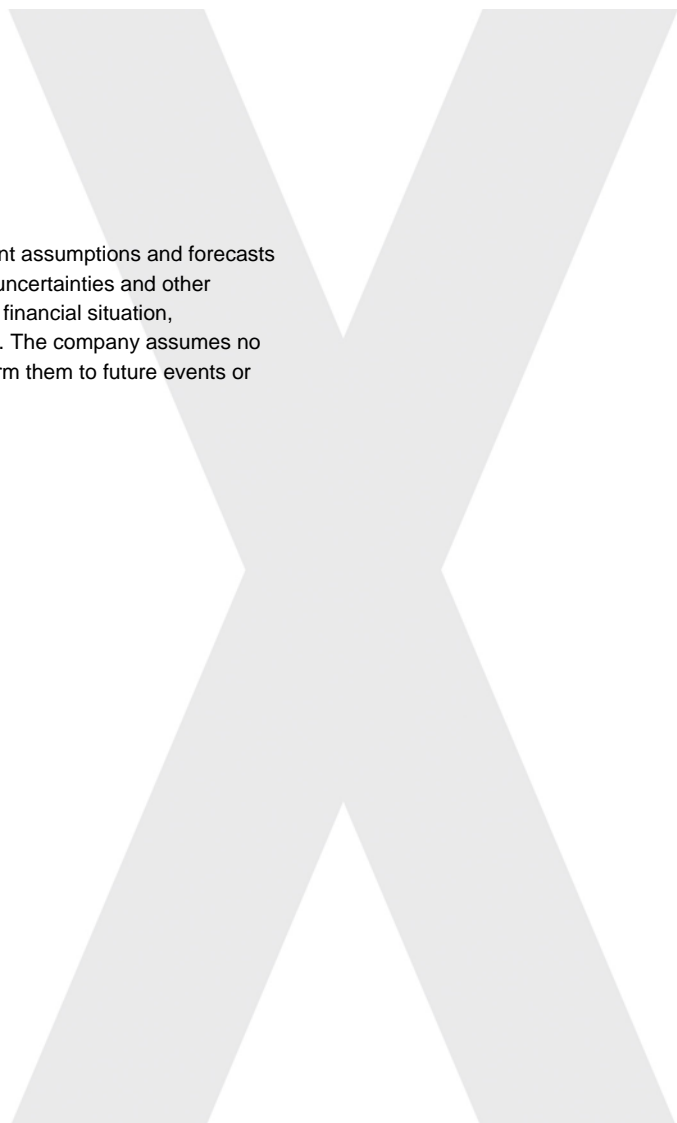 nt assumptions and forecasts
uncertainties and other
financial situation,
. The company assumes no
rm them to future events or